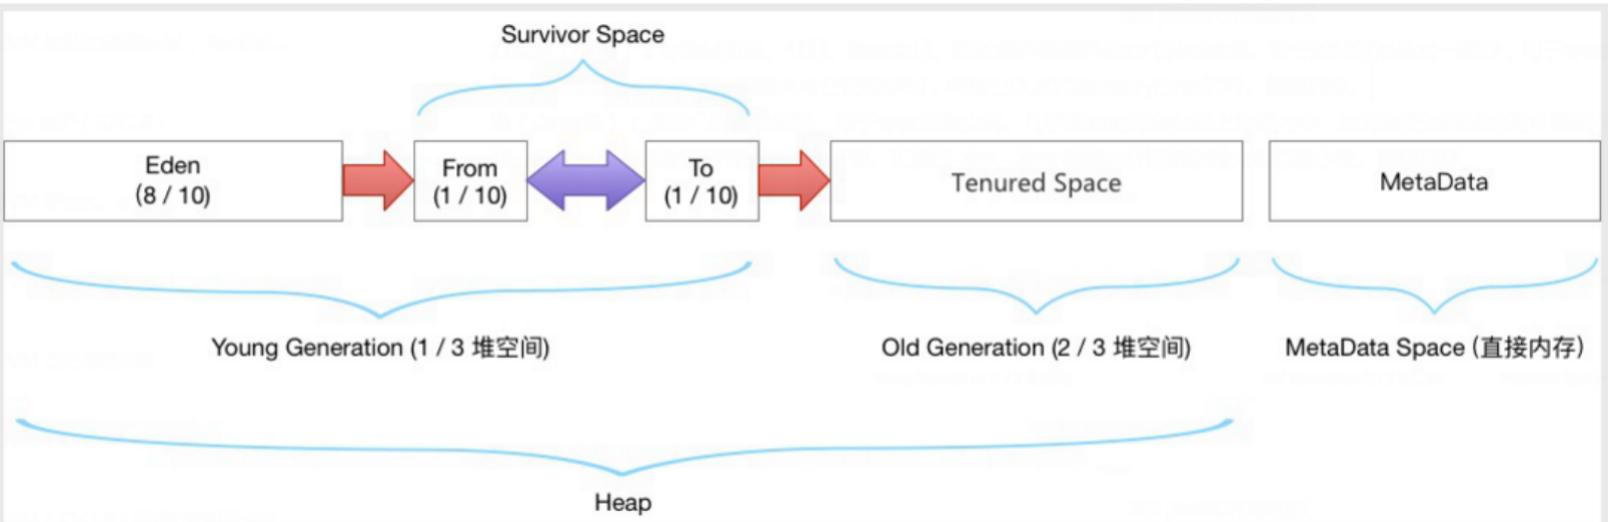 Survivor Space
Eden
(8 / 10)
From
(1 / 10)
To
(1 / 10)
Tenured Space
MetaData
Young Generation (1 / 3 堆空间)
Old Generation (2 / 3 堆空间)
MetaData Space (直接内存)
Heap